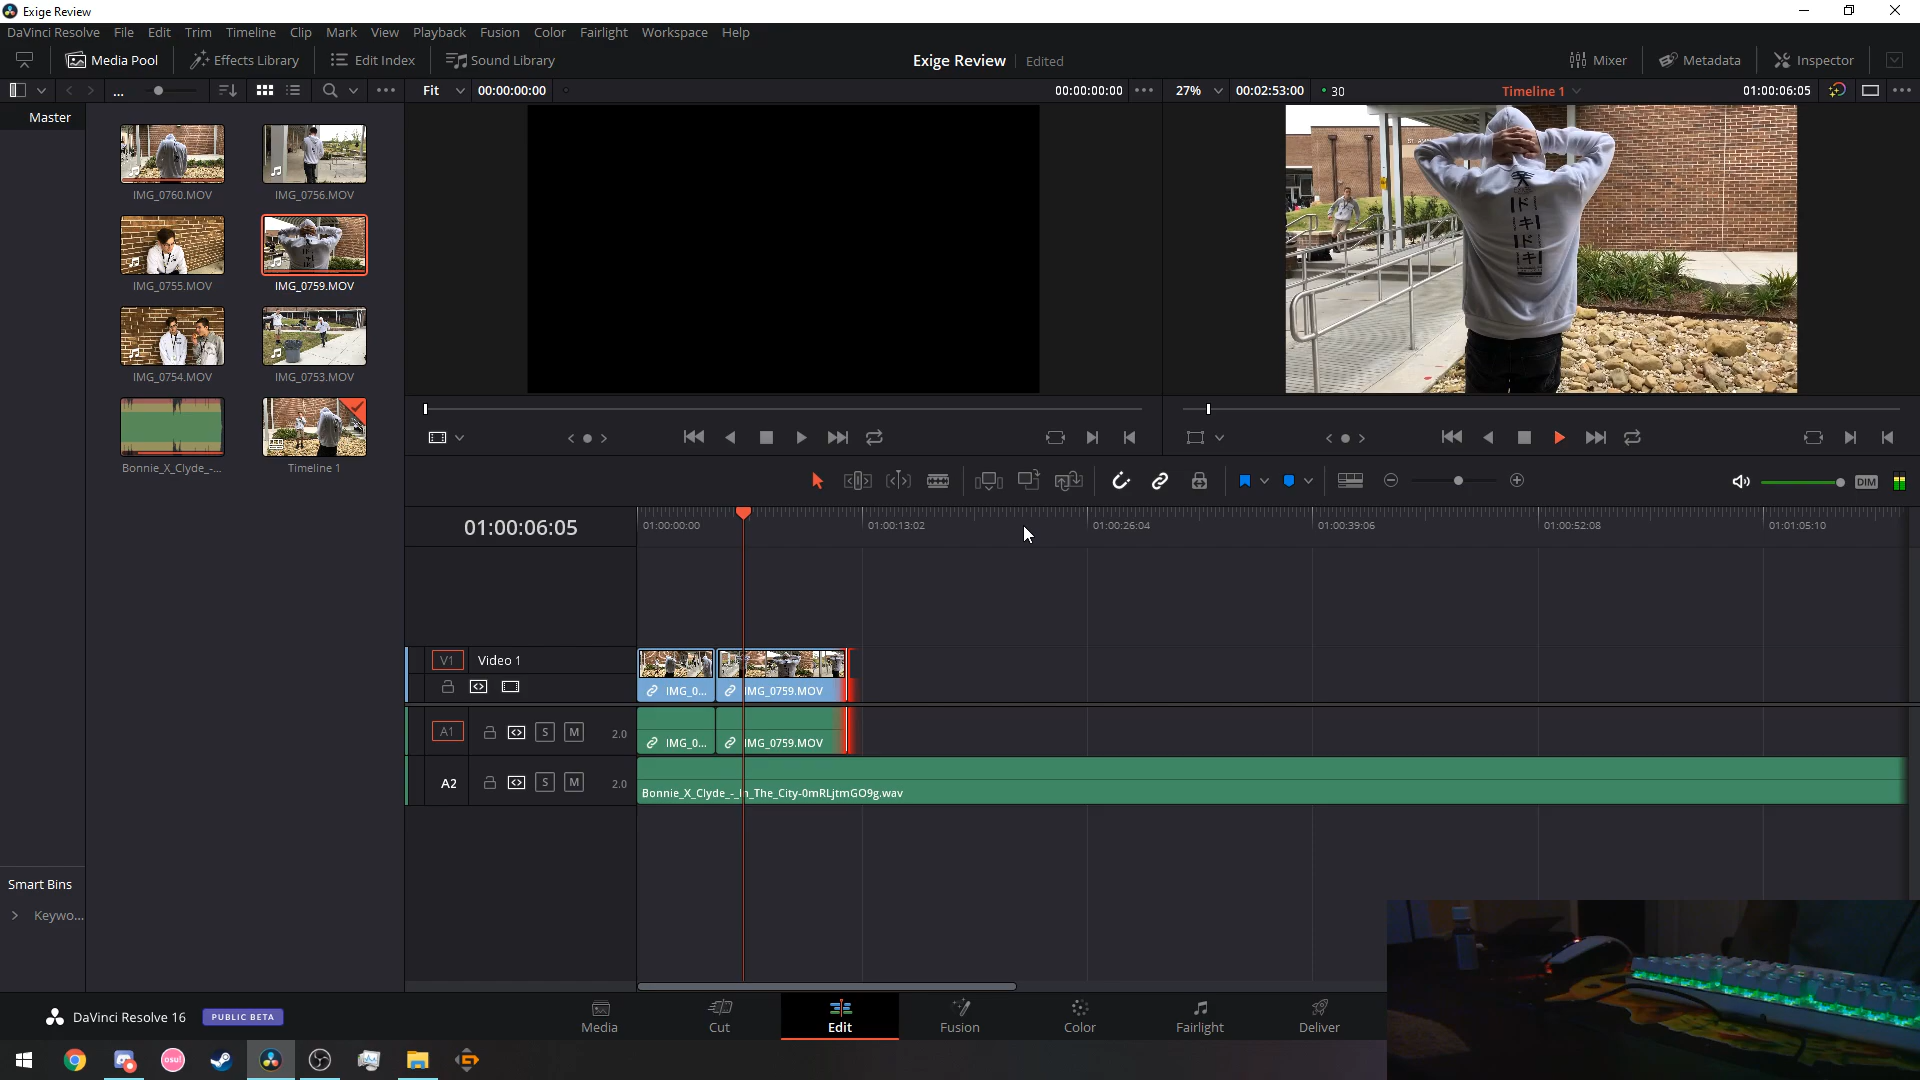 Exige Review
DaVinci Resolve File Edit Trim Timeline Clip Mark View Playback Fusion Color Fairlight Workspace Help
Media Pool Effects Library Edit Index Sound Library Exige Review Edited Mixer Metadata Inspector
... Fit 00:00:00:00 00:00:00:00 27% 00:02:53:00 30 Timeline 1 01:00:06:05
Master
IMG_0760.MOV IMG_0756.MOV
IMG_0755.MOV IMG_0759.MOV
IMG_0754.MOV IMG_0753.MOV
Bonnie_X_Clyde_-... Timeline 1
ドキドキ
DIM
01:00:06:05 01:00:00:00 01:00:13:02 01:00:26:04 01:00:39:06 01:00:52:08 01:01:05:10
V1 Video 1
IMG_0... IMG_0759.MOV
A1 S M 2.0
IMG_0... IMG_0759.MOV
A2 S M 2.0
Bonnie_X_Clyde_-_In_The_City-0mRLjtmGO9g.wav
Smart Bins
Keywo...
DaVinci Resolve 16 PUBLIC BETA
Media Cut Edit Fusion Color Fairlight Deliver
osu!